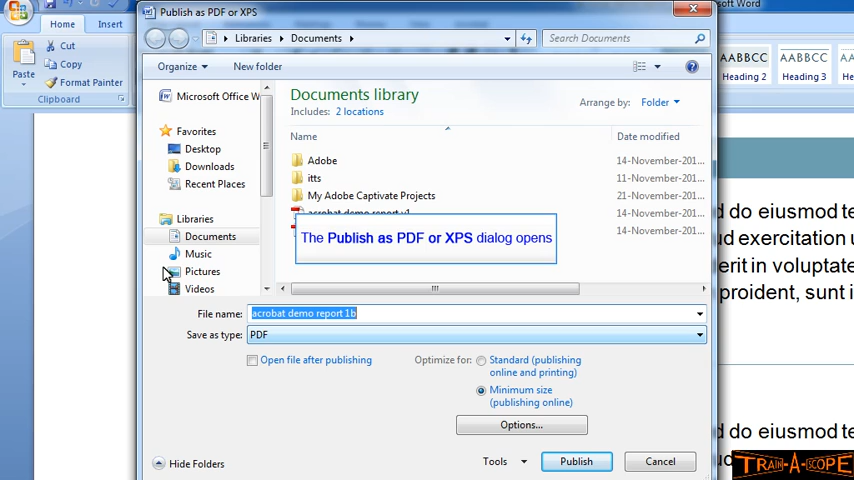 Publish as PDF or XPS
Word
Home
Insert
Libraries
Documents
Search Documents
Cut
Copy
Format Painter
Paste
Clipboard
Organize
New folder
AABBCC
AABBCC
Heading 2
Heading 3
Microsoft Office W
Favorites
Desktop
Downloads
Recent Places
Libraries
Documents
Music
Pictures
Videos
Documents library
Includes: 2 locations
Arrange by: Folder
Name
Date modified
Adobe
14-November-201...
itts
11-November-201...
My Adobe Captivate Projects
21-November-201...
acrobat demo report v1
14-November-201...
14-November-201...
The Publish as PDF or XPS dialog opens
File name: acrobat demo report 1b
Save as type: PDF
Open file after publishing
Optimize for:
Standard (publishing
online and printing)
Minimum size
(publishing online)
Options...
Hide Folders
Tools
Publish
Cancel
d do eiusmod te
ud exercitation u
erit in voluptate
proident, sunt i
d do eiusmod te
TRAIN-A-SCOPE